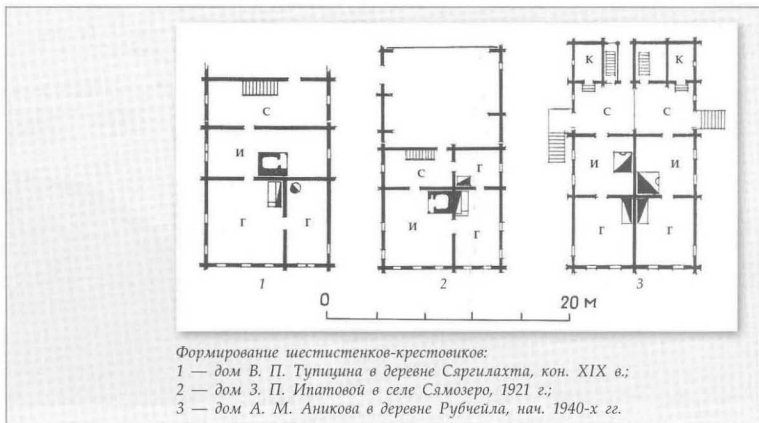 К К
С С С
И С Г И И
Г Г И Г Г Г
1 2 3
0 20 м
Формирование шестистенков-крестовиков:
1 — дом В. П. Тупицина в деревне Сяргилахта, кон. XIX в.;
2 — дом З. П. Ипатовой в селе Сямозеро, 1921 г.;
3 — дом А. М. Аникова в деревне Рубчейла, нач. 1940-х гг.